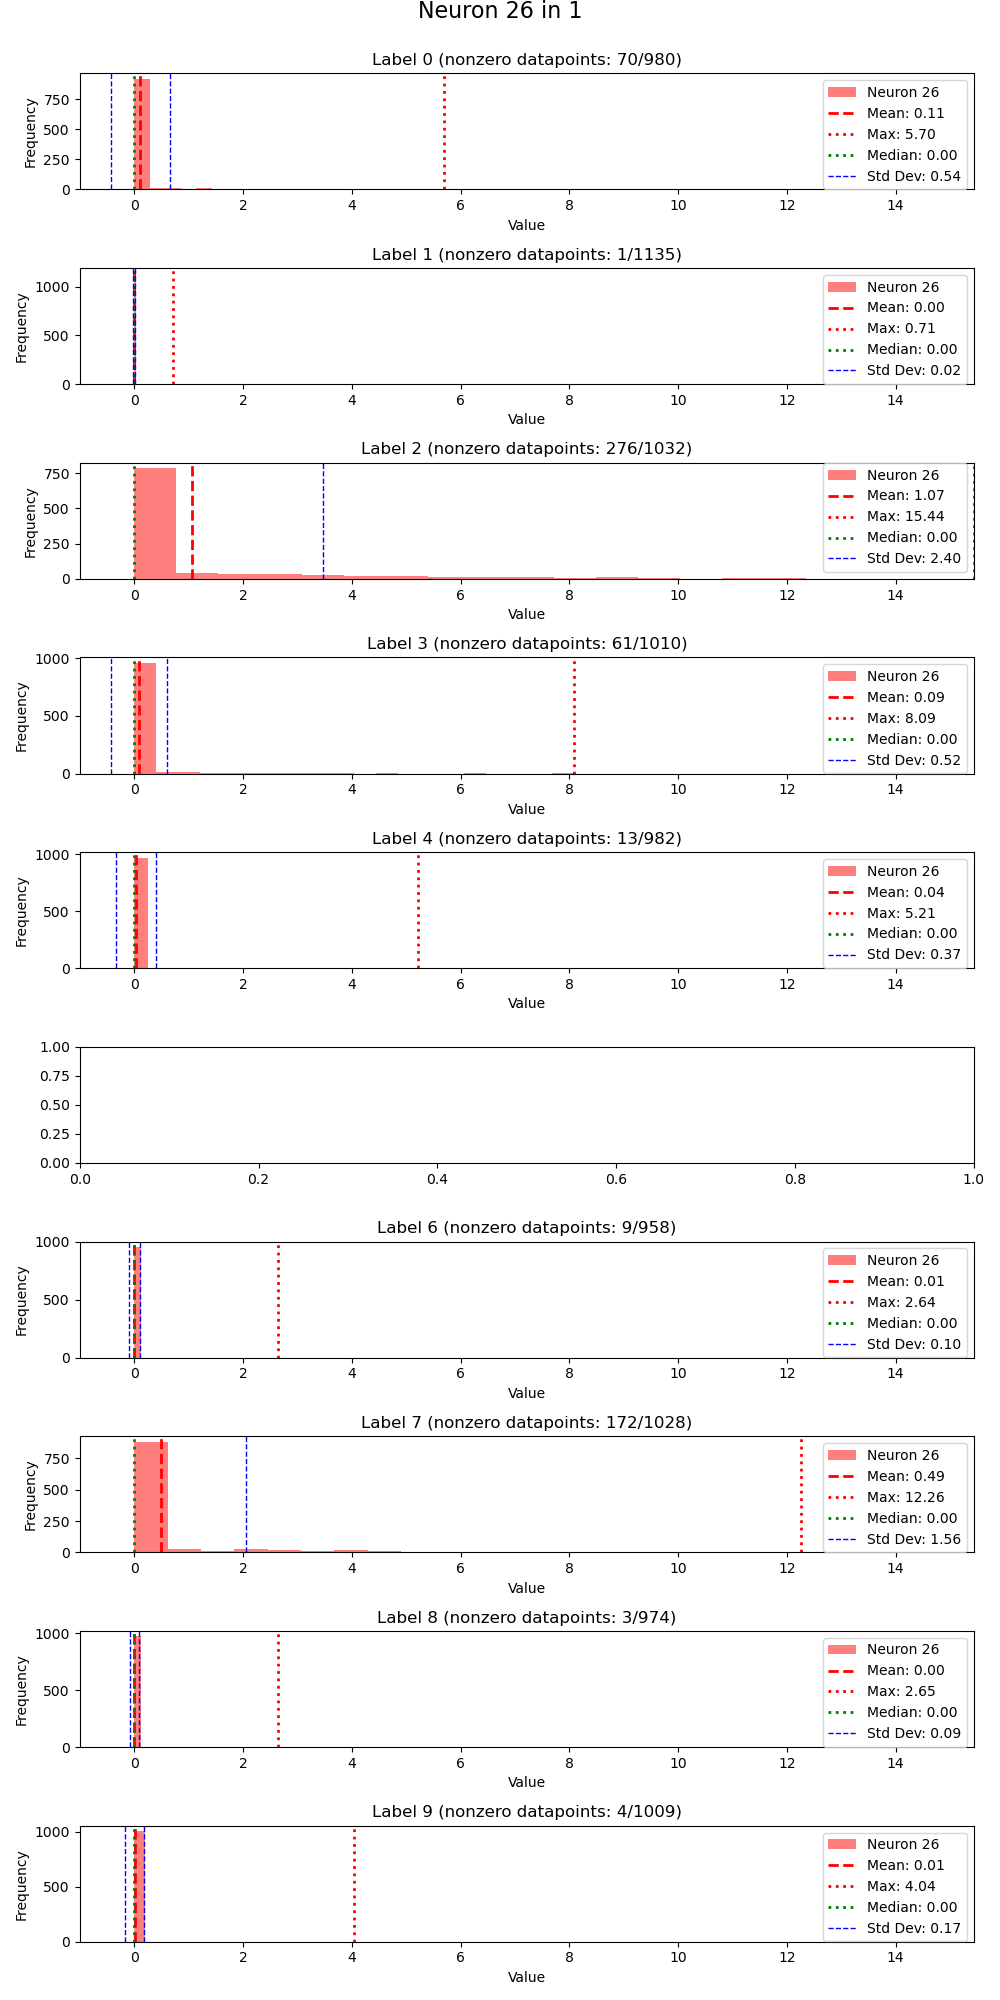 Neuron 26 in 1
Label 0 (nonzero datapoints: 70/980)
Frequency
750
500
250
0
Neuron 26
Mean: 0.11
Max: 5.70
Median: 0.00
Std Dev: 0.54
0 2 4 6 8 10 12 14
Value
Label 1 (nonzero datapoints: 1/1135)
Frequency
1000
500
0
Neuron 26
Mean: 0.00
Max: 0.71
Median: 0.00
Std Dev: 0.02
0 2 4 6 8 10 12 14
Value
Label 2 (nonzero datapoints: 276/1032)
Frequency
750
500
250
0
Neuron 26
Mean: 1.07
Max: 15.44
Median: 0.00
Std Dev: 2.40
0 2 4 6 8 10 12 14
Value
Label 3 (nonzero datapoints: 61/1010)
Frequency
1000
500
0
Neuron 26
Mean: 0.09
Max: 8.09
Median: 0.00
Std Dev: 0.52
0 2 4 6 8 10 12 14
Value
Label 4 (nonzero datapoints: 13/982)
Frequency
1000
500
0
Neuron 26
Mean: 0.04
Max: 5.21
Median: 0.00
Std Dev: 0.37
0 2 4 6 8 10 12 14
Value
1.00
0.75
0.50
0.25
0.00
0.0 0.2 0.4 0.6 0.8 1.0
Label 6 (nonzero datapoints: 9/958)
Frequency
1000
500
0
Neuron 26
Mean: 0.01
Max: 2.64
Median: 0.00
Std Dev: 0.10
0 2 4 6 8 10 12 14
Value
Label 7 (nonzero datapoints: 172/1028)
Frequency
750
500
250
0
Neuron 26
Mean: 0.49
Max: 12.26
Median: 0.00
Std Dev: 1.56
0 2 4 6 8 10 12 14
Value
Label 8 (nonzero datapoints: 3/974)
Frequency
1000
500
0
Neuron 26
Mean: 0.00
Max: 2.65
Median: 0.00
Std Dev: 0.09
0 2 4 6 8 10 12 14
Value
Label 9 (nonzero datapoints: 4/1009)
Frequency
1000
500
0
Neuron 26
Mean: 0.01
Max: 4.04
Median: 0.00
Std Dev: 0.17
0 2 4 6 8 10 12 14
Value